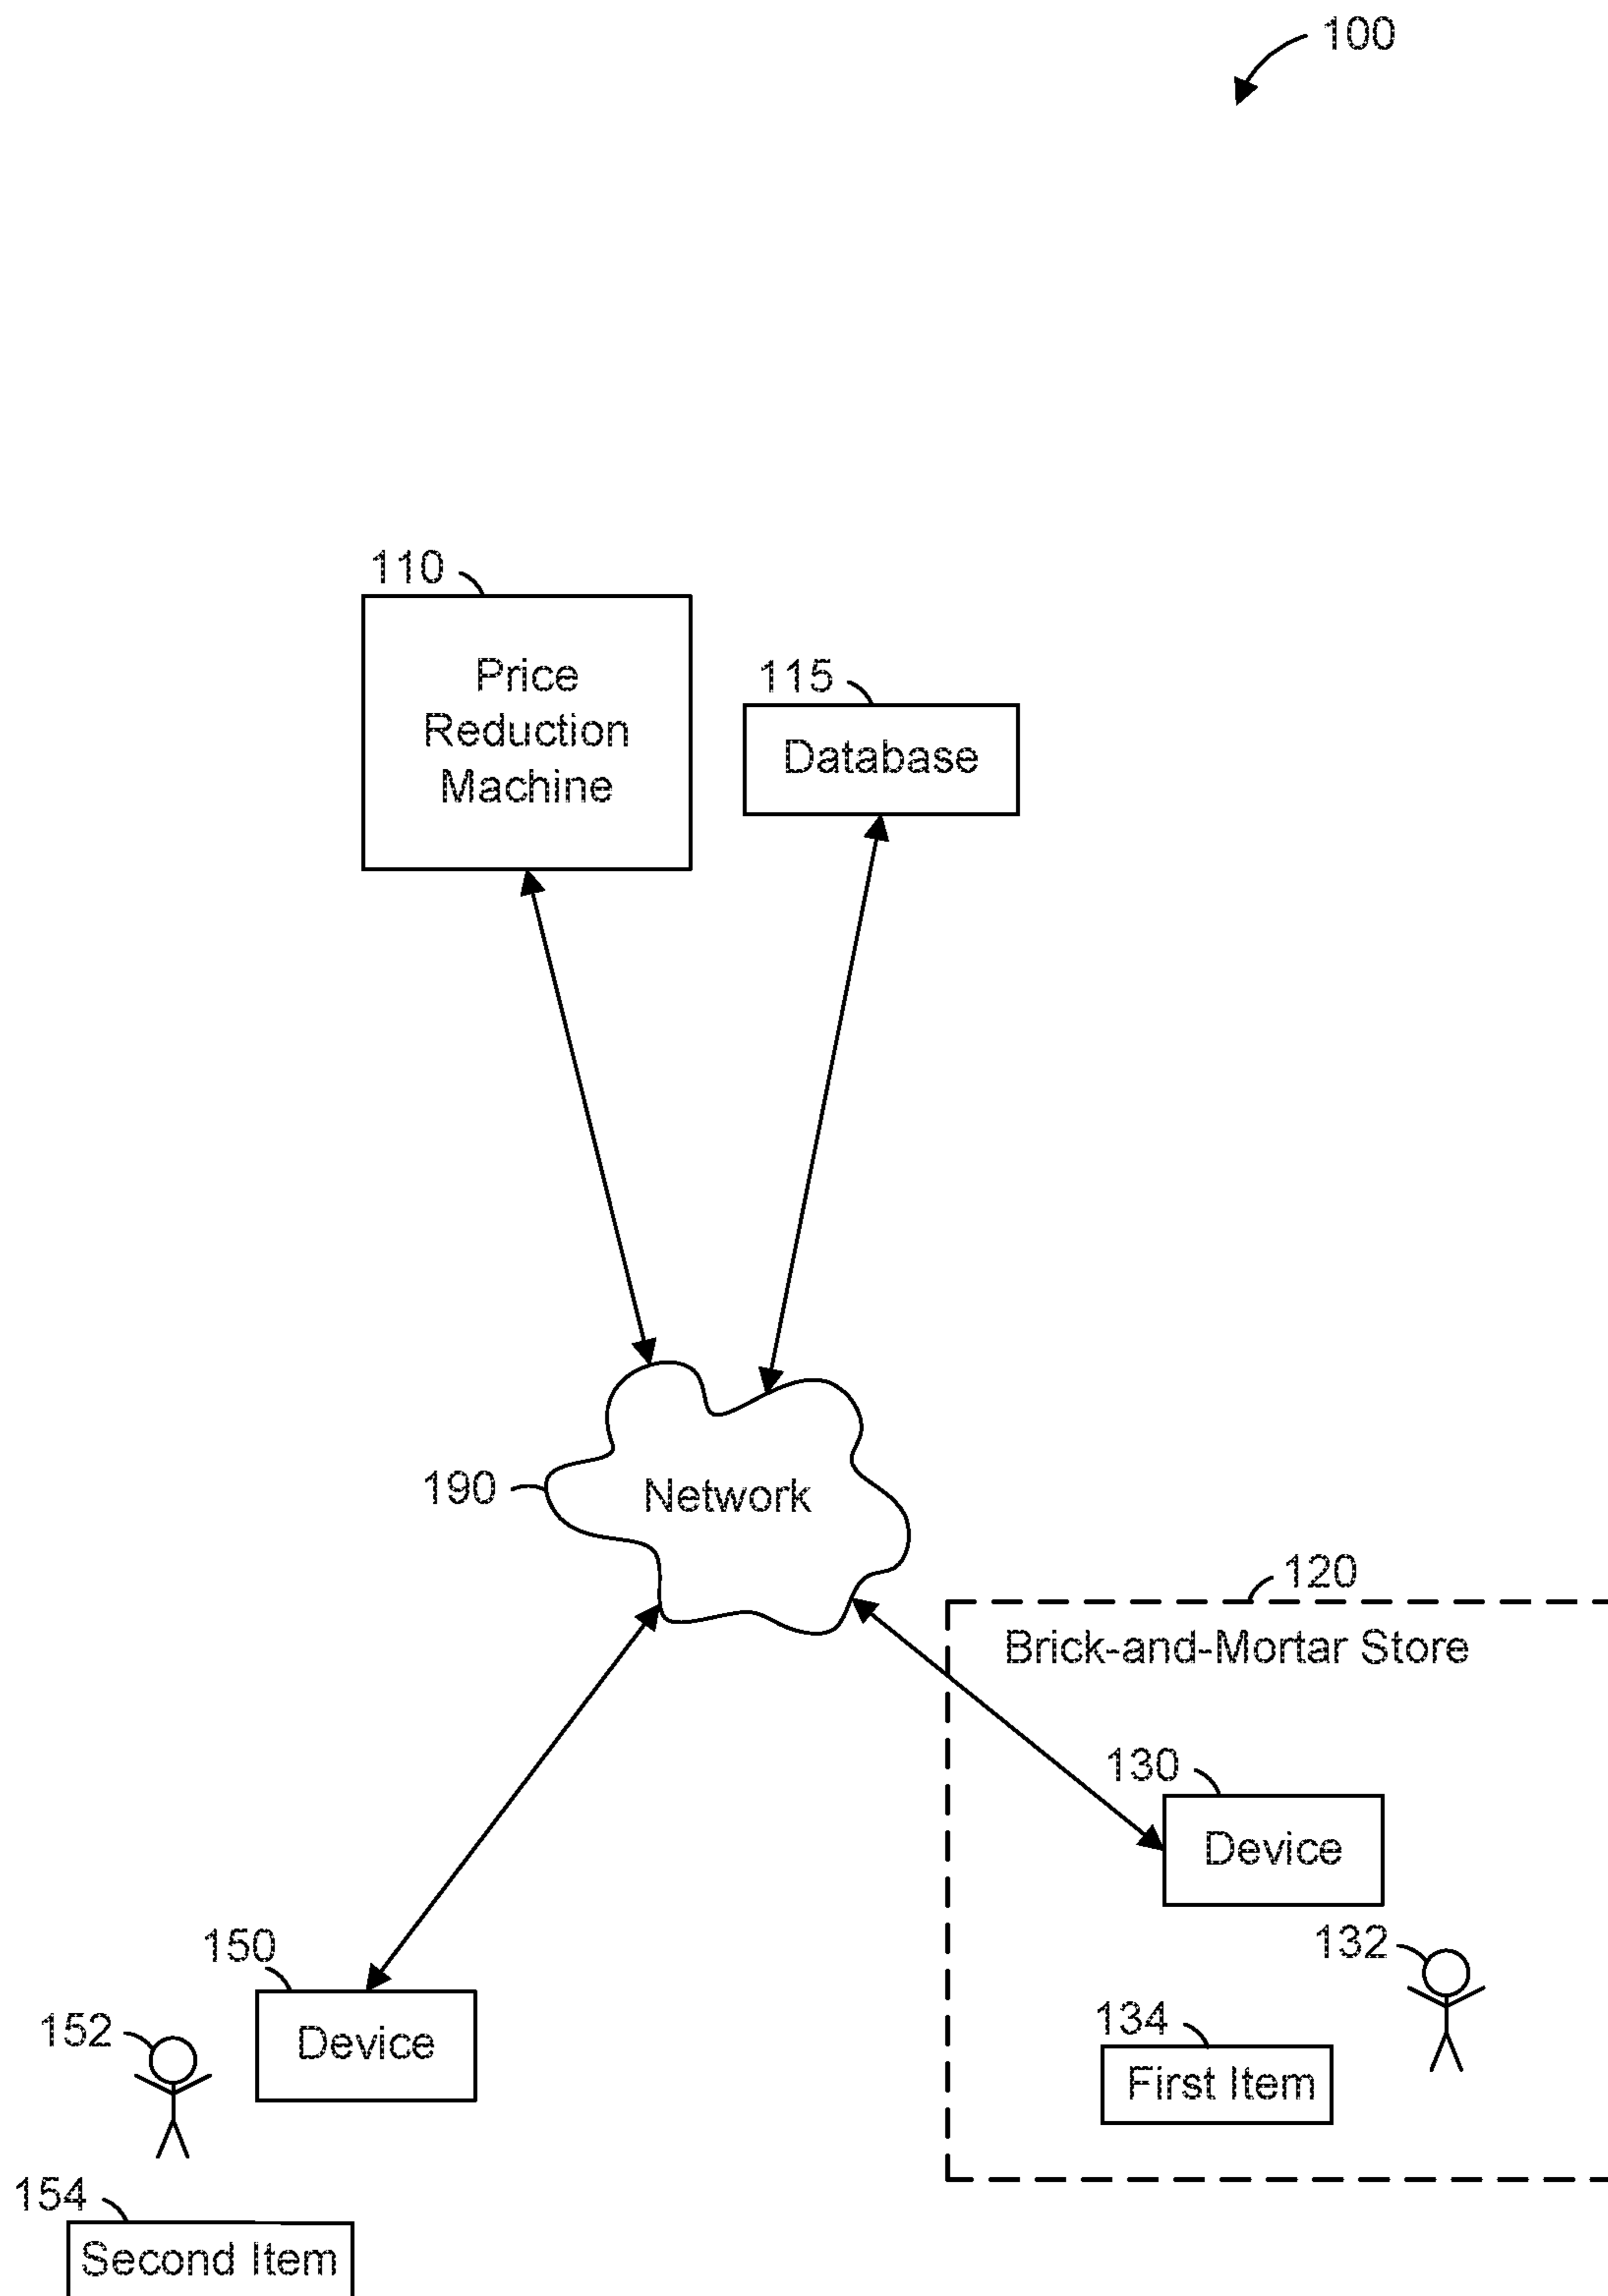 100
110
Price
Reduction
Machine
115
Database
190
Network
120
Brick-and-Mortar Store
130
Device
132
134
First Item
150
Device
152
154
Second Item